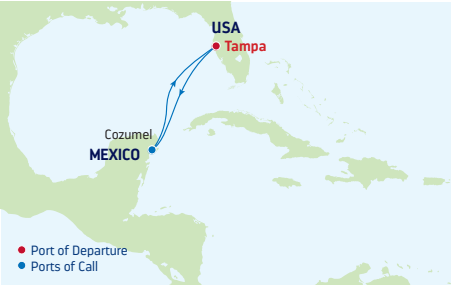 USA
Tampa
Cozumel
MEXICO
Port of Departure
Ports of Call